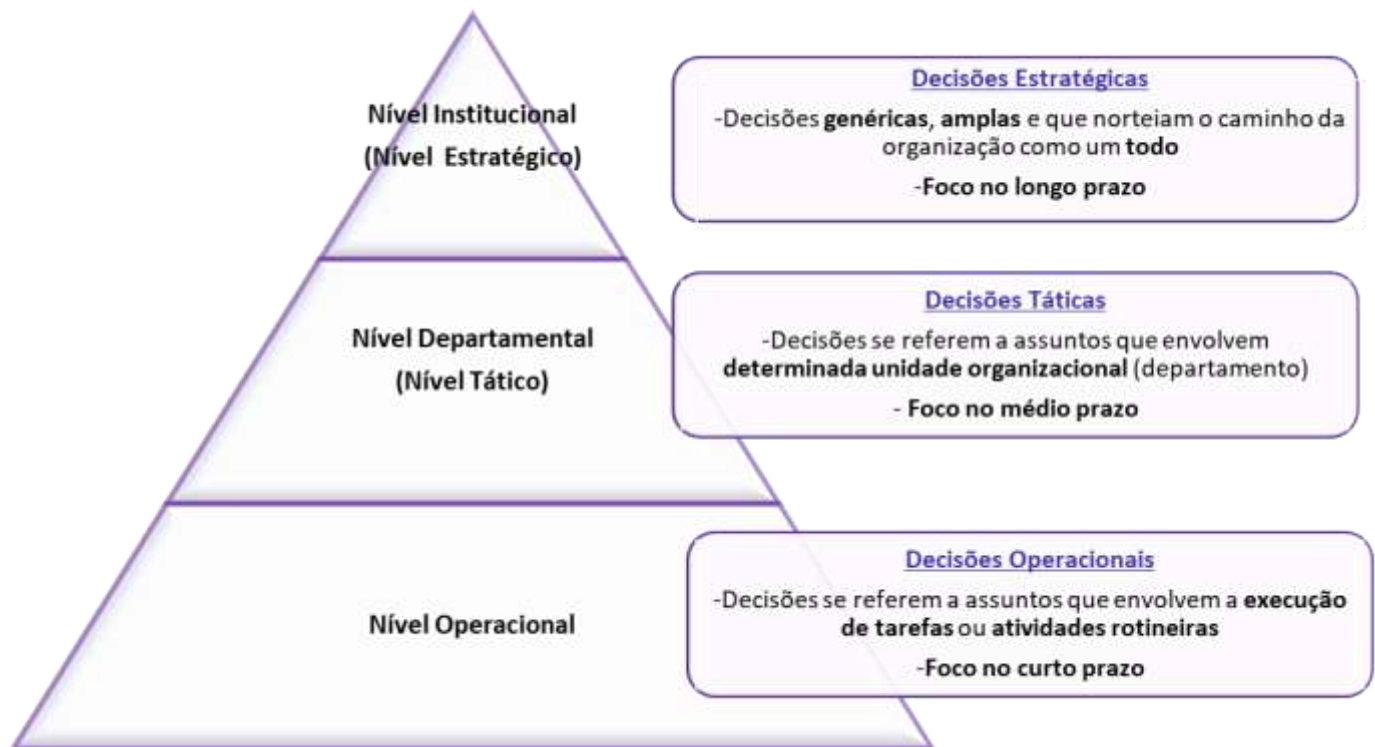 Nível Institucional
(Nível Estratégico)
Decisões Estratégicas
-Decisões genéricas, amplas e que norteiam o caminho da
organização como um todo
-Foco no longo prazo
Nível Departamental
(Nível Tático)
Decisões Táticas
-Decisões se referem a assuntos que envolvem
determinada unidade organizacional (departamento)
- Foco no médio prazo
Nível Operacional
Decisões Operacionais
-Decisões se referem a assuntos que envolvem a execução
de tarefas ou atividades rotineiras
-Foco no curto prazo